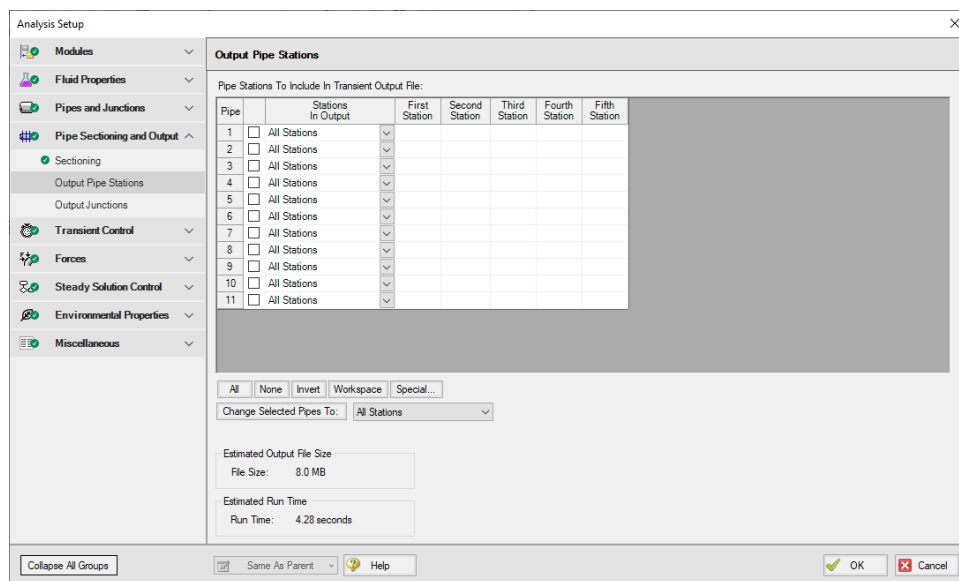 Analysis Setup
Modules
Fluid Properties
Pipes and Junctions
Pipe Sectioning and Output
Sectioning
Output Pipe Stations
Output Junctions
Transient Control
Forces
Steady Solution Control
Environmental Properties
Miscellaneous
Collapse All Groups
Output Pipe Stations
Pipe Stations To Include In Transient Output File:
Pipe Stations In Output First Station Second Station Third Station Fourth Station Fifth Station
1 All Stations
2 All Stations
3 All Stations
4 All Stations
5 All Stations
6 All Stations
7 All Stations
8 All Stations
9 All Stations
10 All Stations
11 All Stations
All None Invert Workspace Special...
Change Selected Pipes To: All Stations
Estimated Output File Size
File Size: 8.0 MB
Estimated Run Time
Run Time: 4.28 seconds
Same As Parent Help OK Cancel